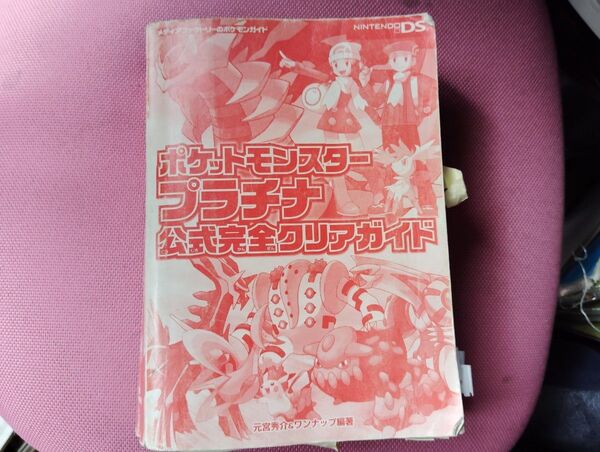 メディアファクトリーのポケモンガイド
NINTENDO DS
ポケットモンスター
プラチナ
公式完全クリアガイド
元宮秀介&ワンナップ編著